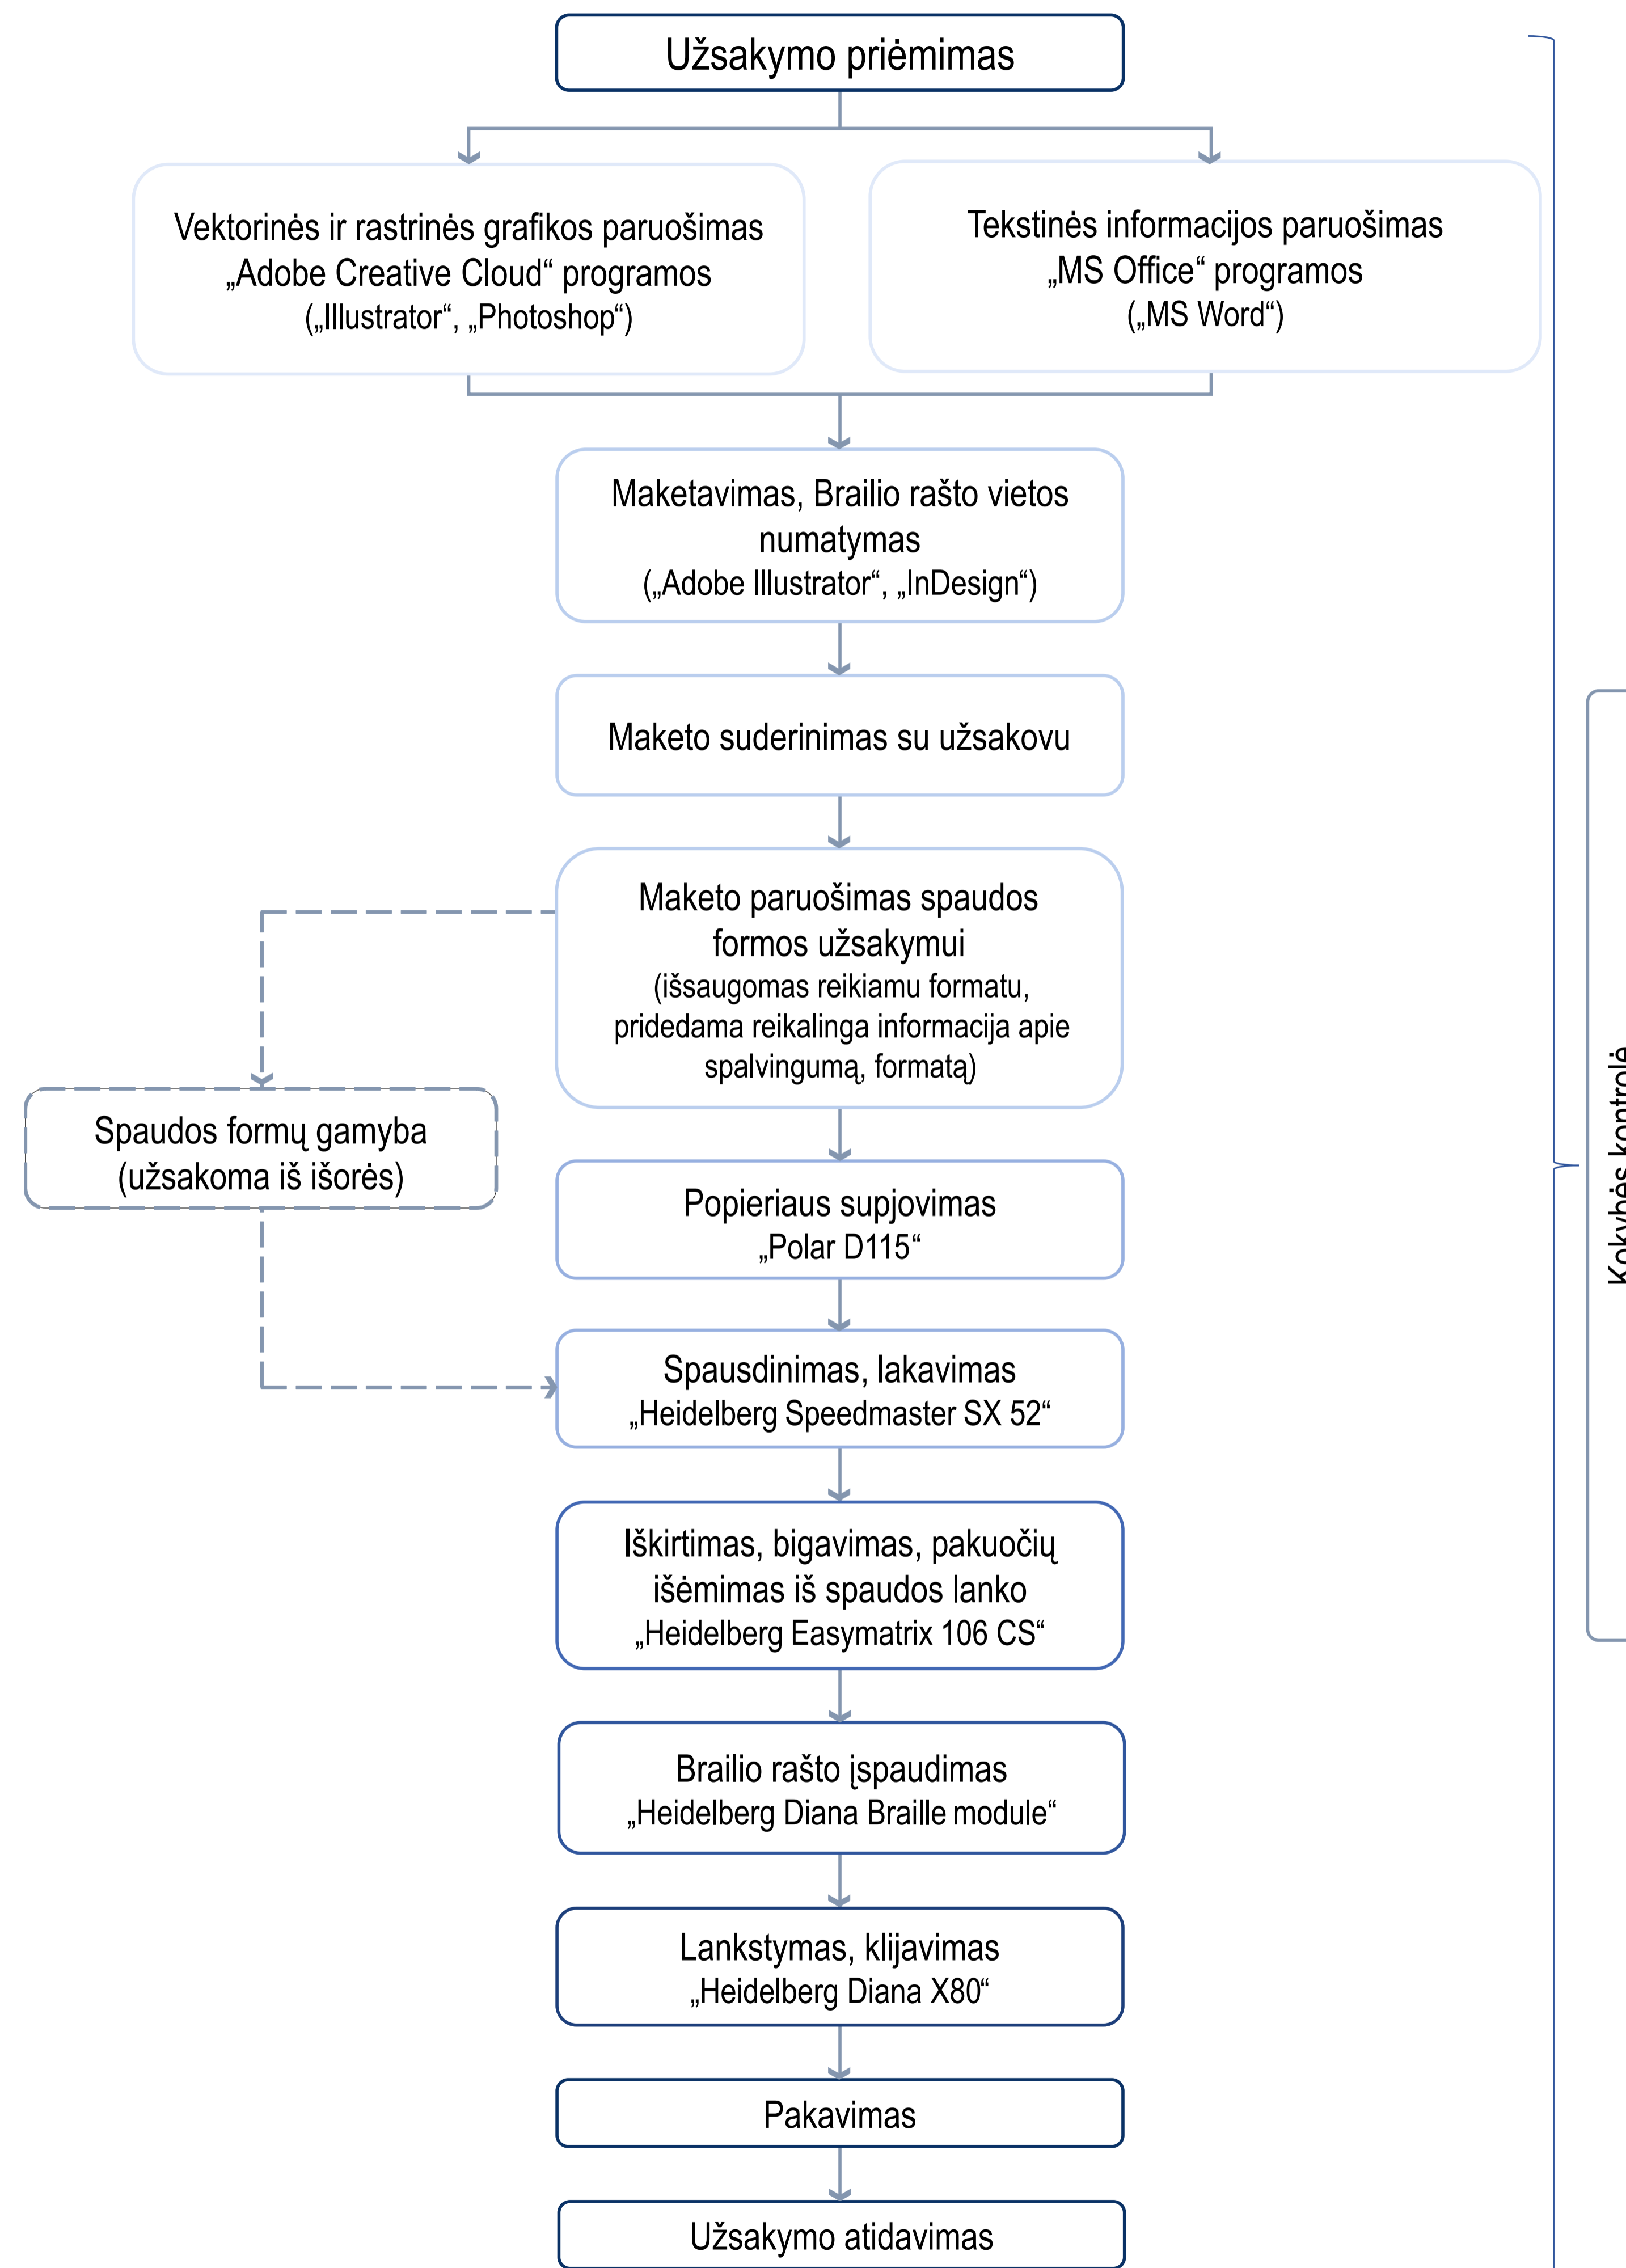 Užsakymo priėmimas
Vektorinės ir rastrinės grafikos paruošimas
„Adobe Creative Cloud“ programos
(„Illustrator“, „Photoshop“)
Tekstinės informacijos paruošimas
„MS Office“ programos
(„MS Word“)
Maketavimas, Brailio rašto vietos
numatymas
(„Adobe Illustrator“, „InDesign“)
Maketo suderinimas su užsakovu
Maketo paruošimas spaudos
formos užsakymui
(išsaugomas reikiamu formatu,
pridedama reikalinga informacija apie
spalvingumą, formatą)
Spaudos formų gamyba
(užsakoma iš išorės)
Popieriaus supjovimas
„Polar D115“
Spausdinimas, lakavimas
„Heidelberg Speedmaster SX 52“
Iškirtimas, bigavimas, pakuočių
išėmimas iš spaudos lanko
„Heidelberg Easymatrix 106 CS“
Brailio rašto įspaudimas
„Heidelberg Diana Braille module“
Lankstymas, klijavimas
„Heidelberg Diana X80“
Pakavimas
Užsakymo atidavimas
Kokybės kontrolė